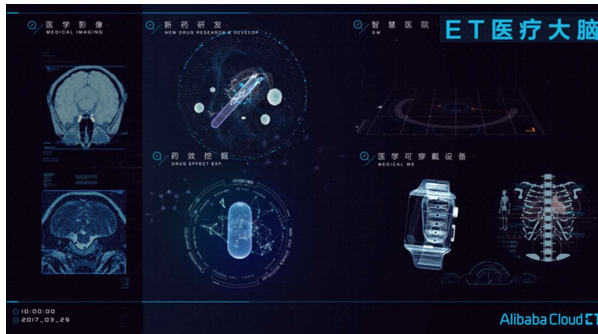 医学影像
MEDICAL IMAGING
新药研发
NEW DRUG RESEARCH & DEVELOP
智慧医院
SM
ET医疗大脑
药效挖掘
DRUG EFFECT EXP
医学可穿戴设备
MEDICAL WE
10:00:00
2017_03_29
Alibaba Cloud ET